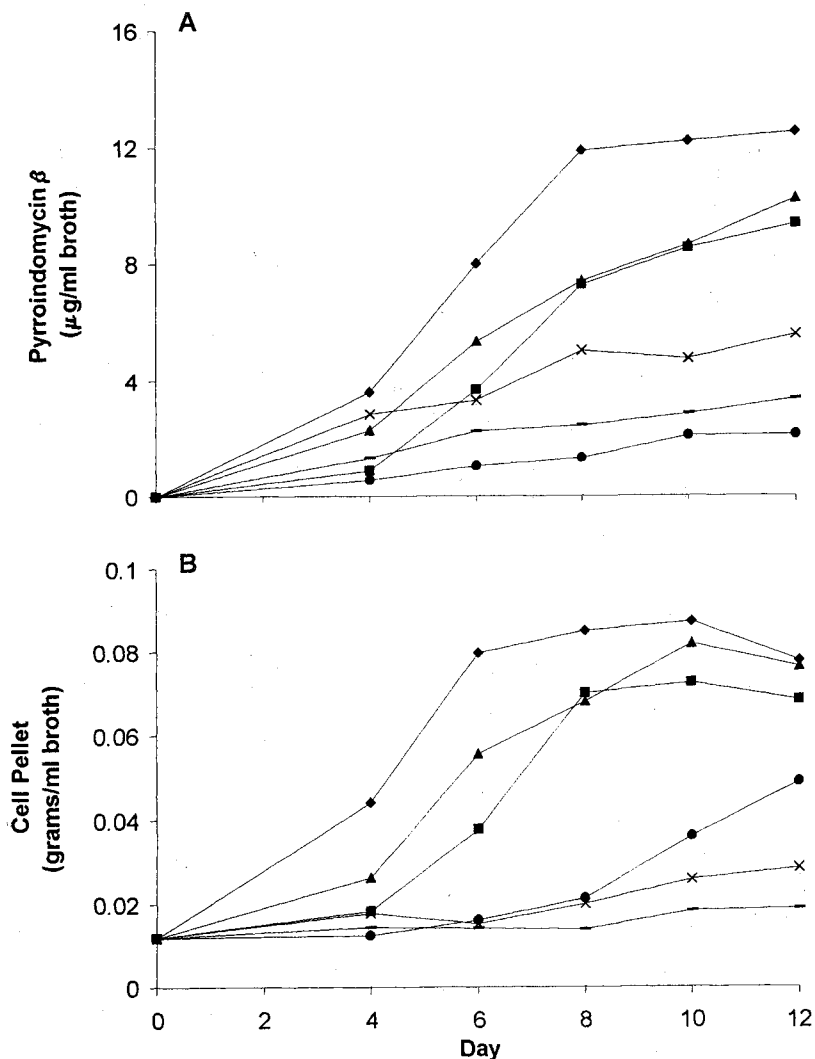 A
16
12
8
4
0
Pyrroindomycin β
(μg/ml broth)
B
0.1
0.08
0.06
0.04
0.02
0
Cell Pellet
(grams/ml broth)
0 2 4 6 8 10 12
Day